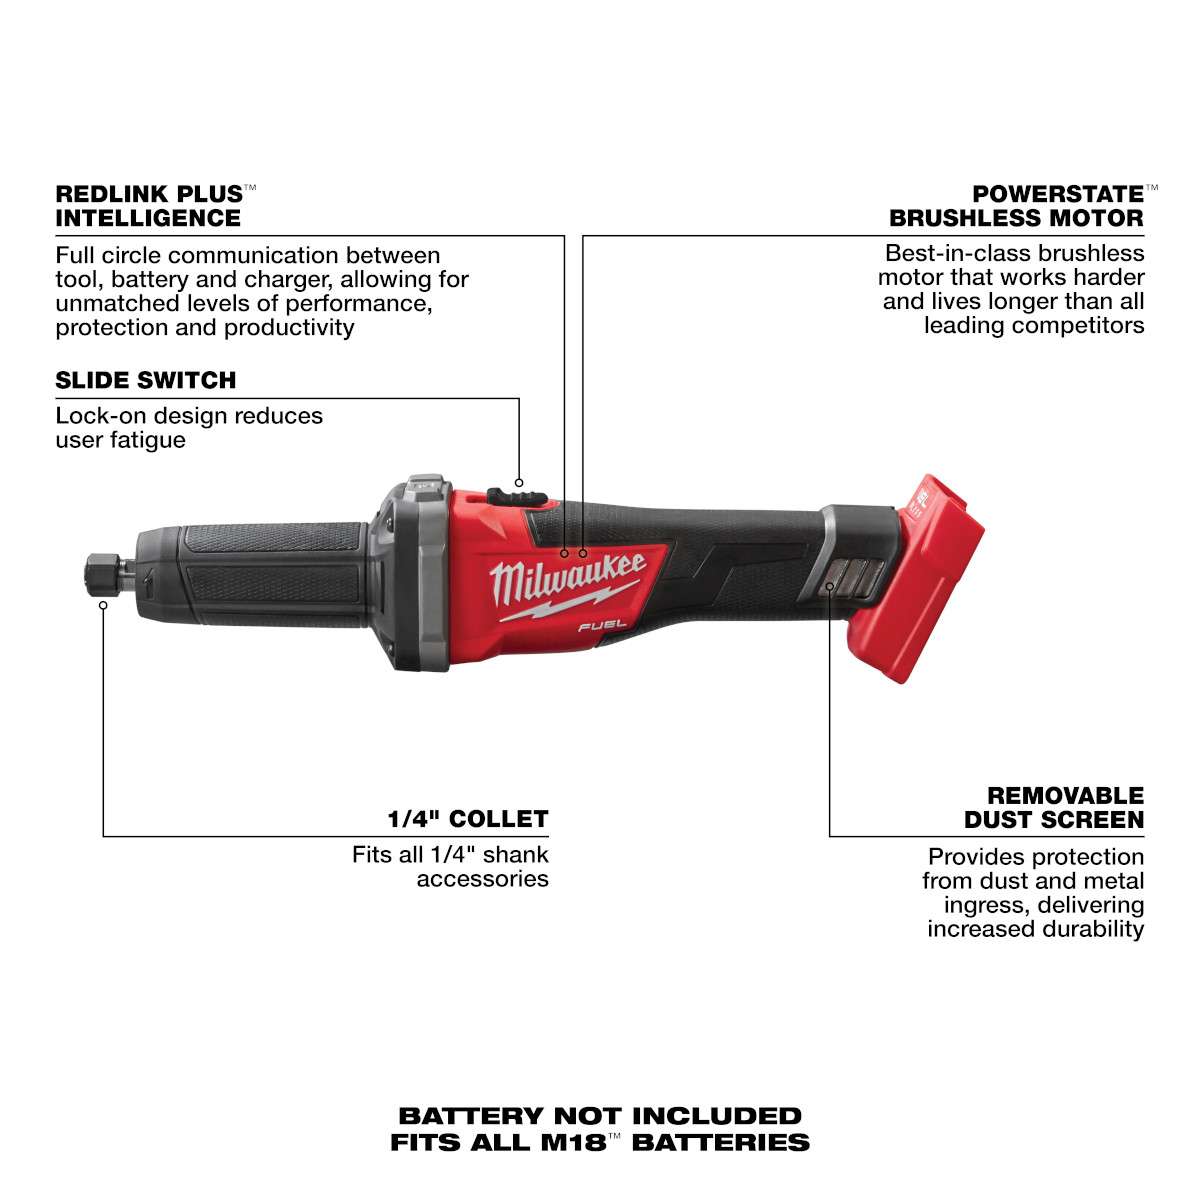 REDLINK PLUS™
INTELLIGENCE
Full circle communication between
tool, battery and charger, allowing for
unmatched levels of performance,
protection and productivity
SLIDE SWITCH
Lock-on design reduces
user fatigue
POWERSTATE™
BRUSHLESS MOTOR
Best-in-class brushless
motor that works harder
and lives longer than all
leading competitors
Milwaukee
FUEL
1/4" COLLET
Fits all 1/4" shank
accessories
REMOVABLE
DUST SCREEN
Provides protection
from dust and metal
ingress, delivering
increased durability
BATTERY NOT INCLUDED
FITS ALL M18™ BATTERIES